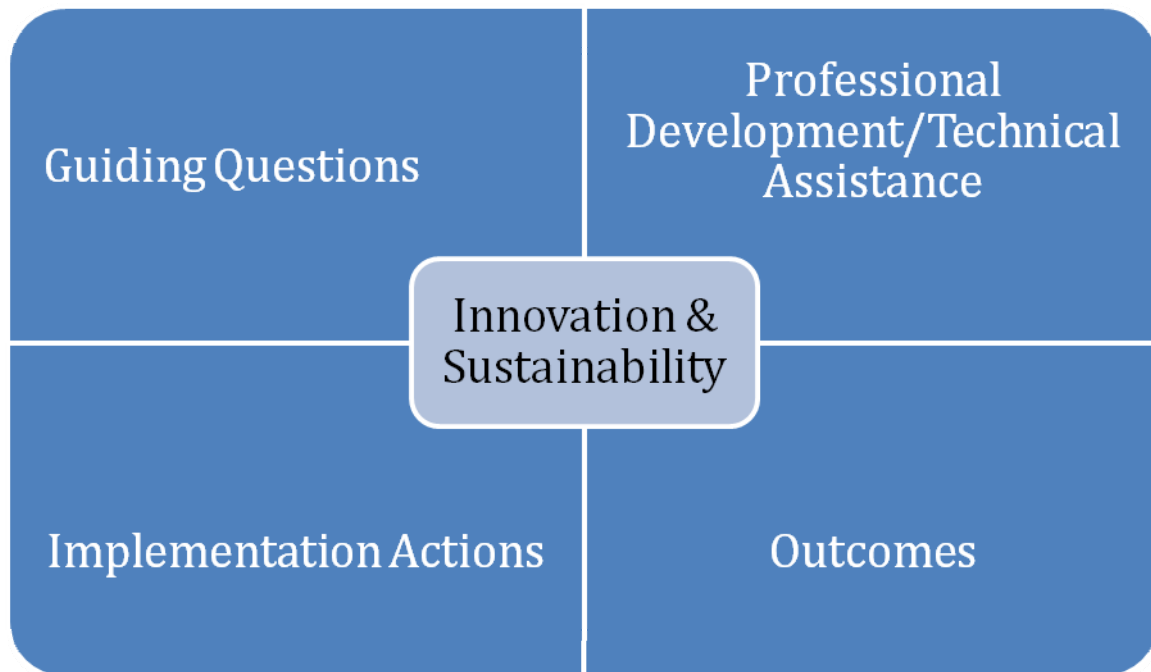 Guiding Questions
Professional
Development/Technical
Assistance
Innovation &
Sustainability
Implementation Actions
Outcomes